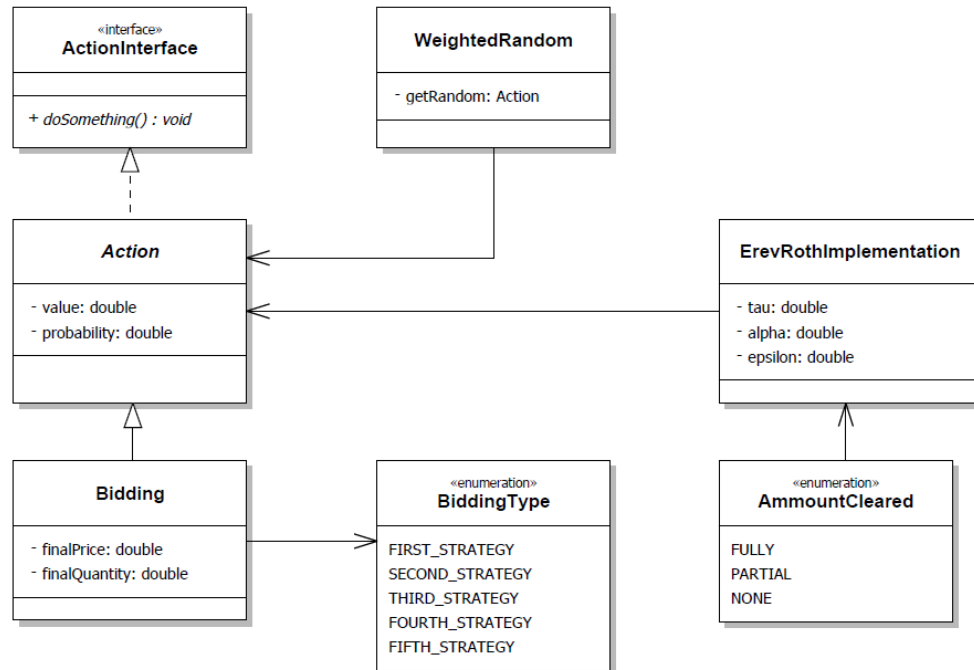 «interface»
ActionInterface
+ doSomething() : void
WeightedRandom
- getRandom: Action
Action
- value: double
- probability: double
ErevRothImplementation
- tau: double
- alpha: double
- epsilon: double
Bidding
- finalPrice: double
- finalQuantity: double
«enumeration»
BiddingType
FIRST_STRATEGY
SECOND_STRATEGY
THIRD_STRATEGY
FOURTH_STRATEGY
FIFTH_STRATEGY
«enumeration»
AmmountCleared
FULLY
PARTIAL
NONE